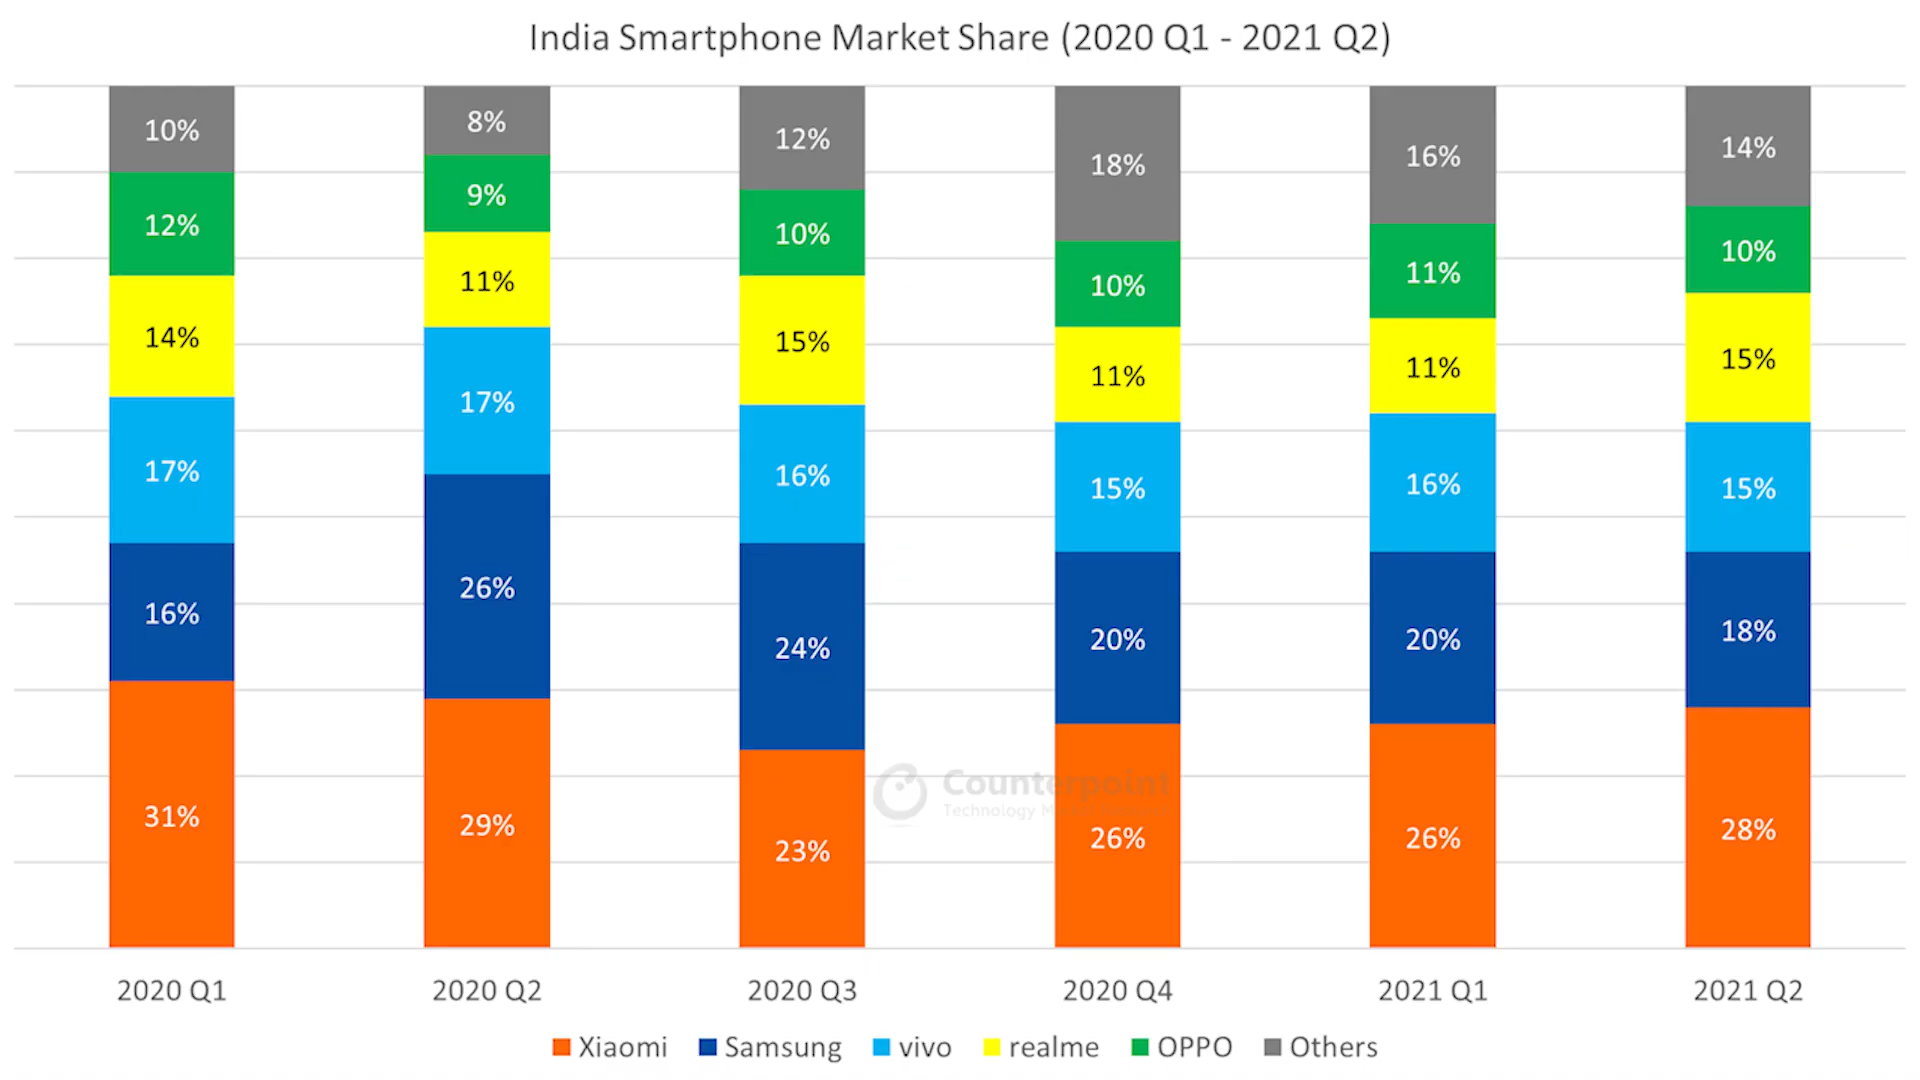 India Smartphone Market Share (2020 Q1 - 2021 Q2)
10% 8% 12% 18% 16% 14%
12% 9% 10% 10% 11% 10%
14% 11% 15% 11% 11% 15%
17% 17% 16% 15% 16% 15%
16% 26% 24% 20% 20% 18%
31% 29% 23% 26% 26% 28%
Counterpoint
Technology
2020 Q1 2020 Q2 2020 Q3 2020 Q4 2021 Q1 2021 Q2
Xiaomi Samsung vivo realme OPPO Others